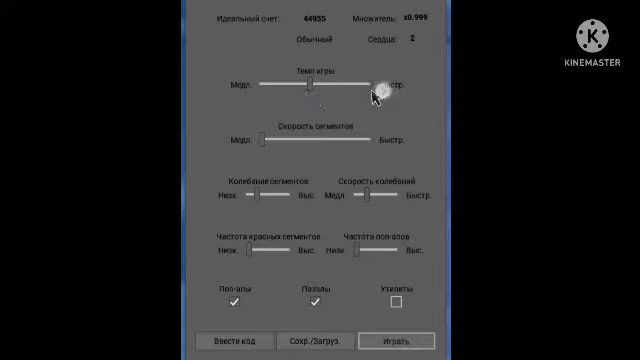 Идеальный счет: 44955 Множитель: x0.999
Обычный Сердца: 2
Темп игры
Медл.
Скорость сегментов
Медл. Быстр.
Колебание сегментов Скорость колебаний
Низк. Выс. Медл Быстр.
Частота красных сегментов Частота поп-апов
Низк. Выс. Низк Выс.
Поп-апы Пазлы Утилиты
Ввести код Сохр./Загруз. Играть
KINEMASTER